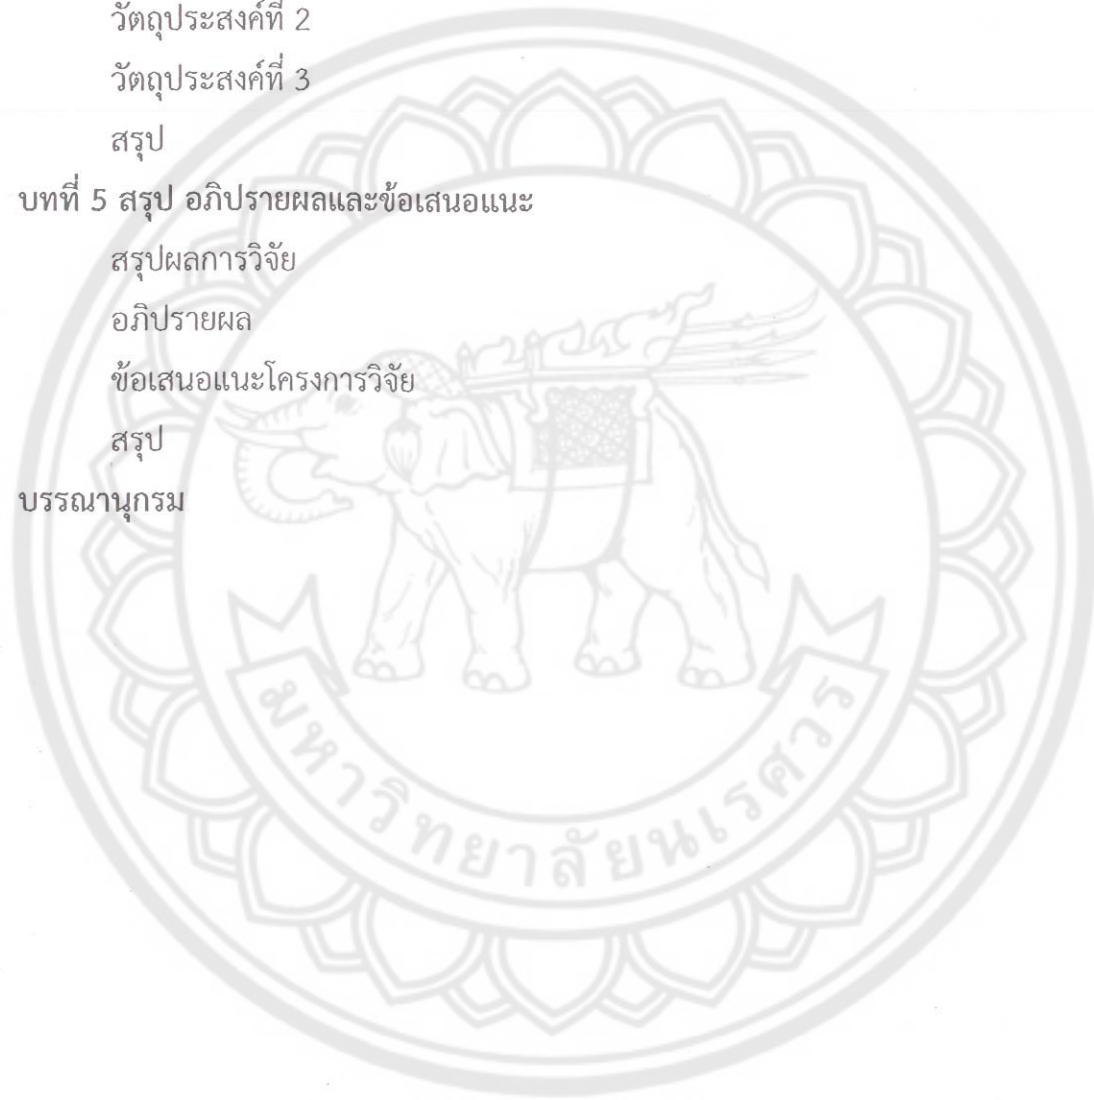 วัตถุประสงค์ที่ 2
วัตถุประสงค์ที่ 3
สรุป
บทที่ 5 สรุป อภิปรายผลและข้อเสนอแนะ
สรุปผลการวิจัย
อภิปรายผล
ข้อเสนอแนะโครงการวิจัย
สรุป
บรรณานุกรม
มหาวิทยาลัยนเรศวร